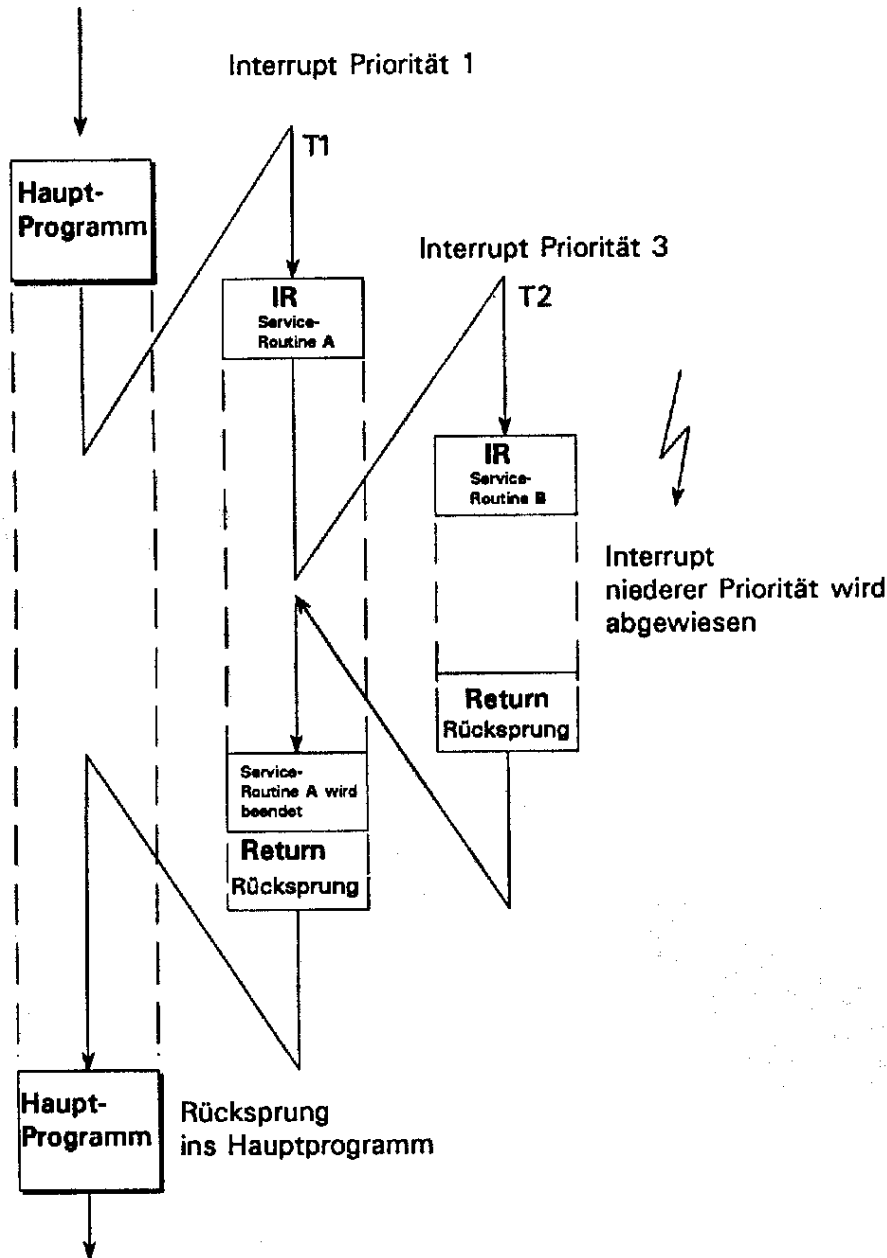 Interrupt Priorität 1
T1
Haupt-
Programm
Interrupt Priorität 3
T2
IR
Service-
Routine A
IR
Service-
Routine B
Interrupt
niederer Priorität wird
abgewiesen
Return
Rücksprung
Service-
Routine A wird
beendet
Return
Rücksprung
Haupt-
Programm
Rücksprung
ins Hauptprogramm